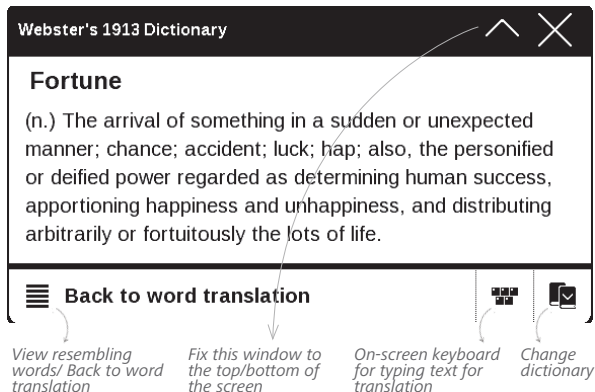 Webster's 1913 Dictionary
Fortune
(n.) The arrival of something in a sudden or unexpected
manner; chance; accident; luck; hap; also, the personified
or deified power regarded as determining human success,
apportioning happiness and unhappiness, and distributing
arbitrarily or fortuitously the lots of life.
Back to word translation
View resembling
words/ Back to word
translation
Fix this window to
the top/bottom of
the screen
On-screen keyboard
for typing text for
translation
Change
dictionary